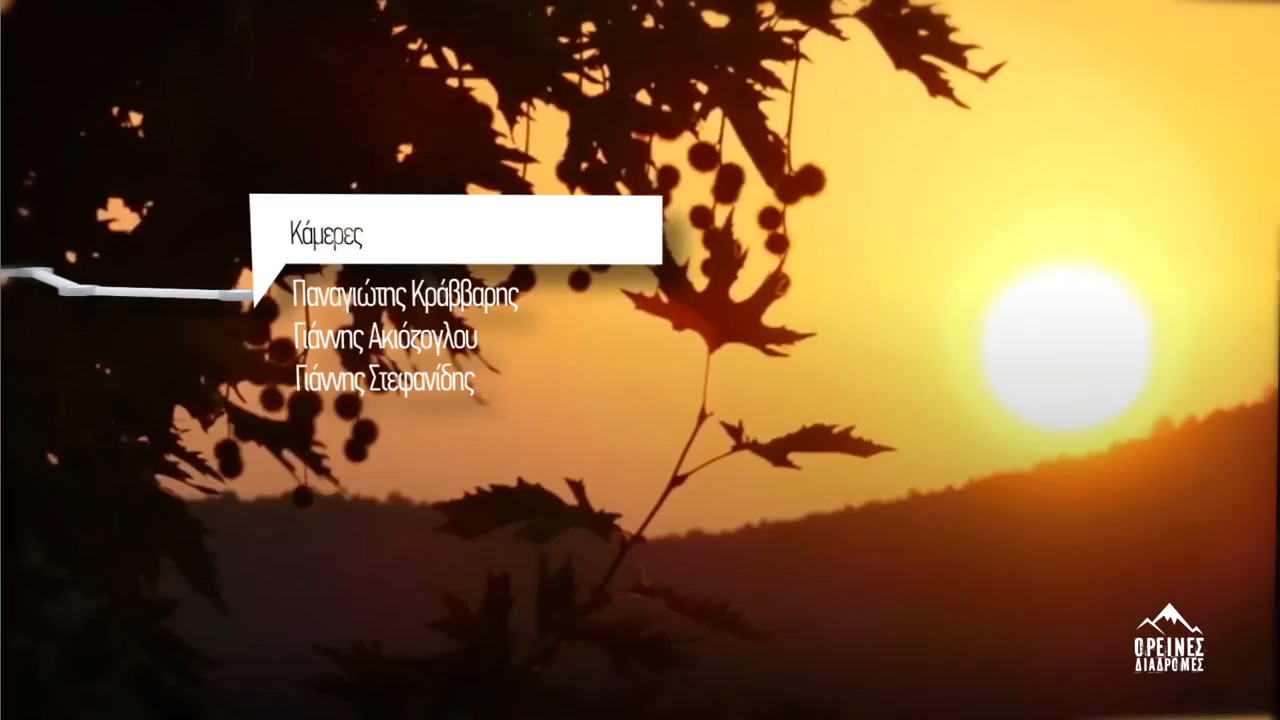 Κάμερες
Παναγιώτης Κράββαρης
Γιάννης Ακιόζογλου
Γιάννης Στεφανίδης
ΟΡΕΙΝΕΣ
ΔΙΑΔΡΟΜΕΣ